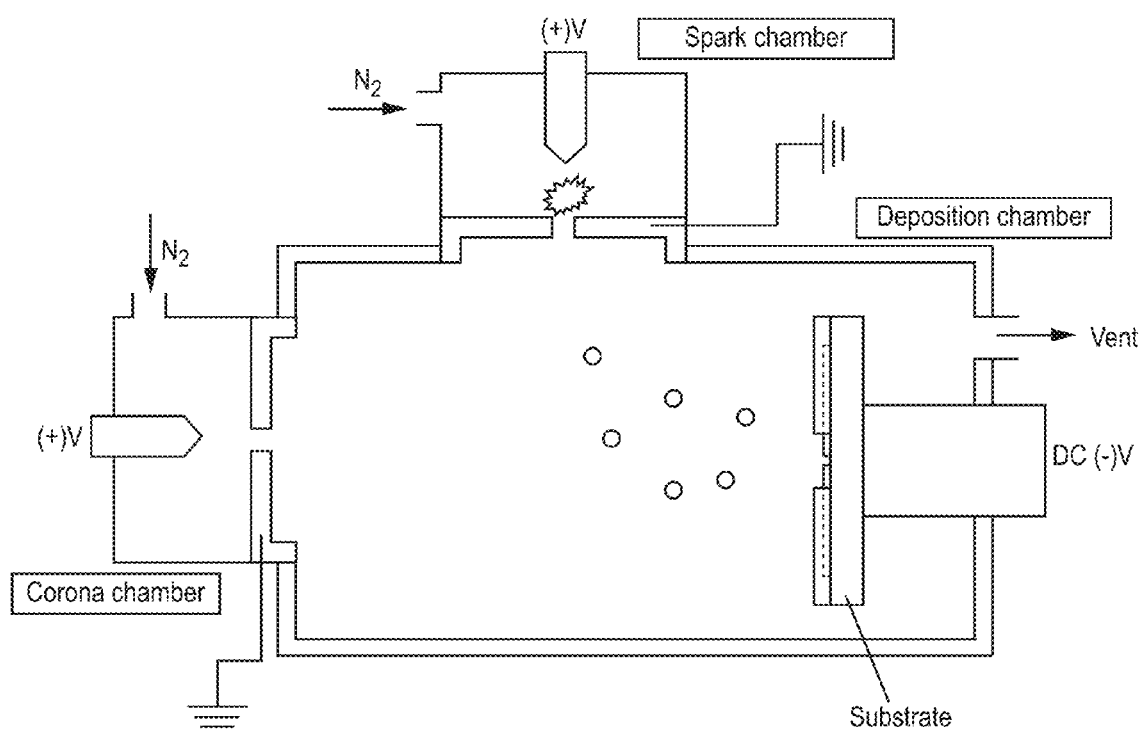 (+)V
Spark chamber
N2
Deposition chamber
N2
Vent
(+)V
DC (-)V
Corona chamber
Substrate